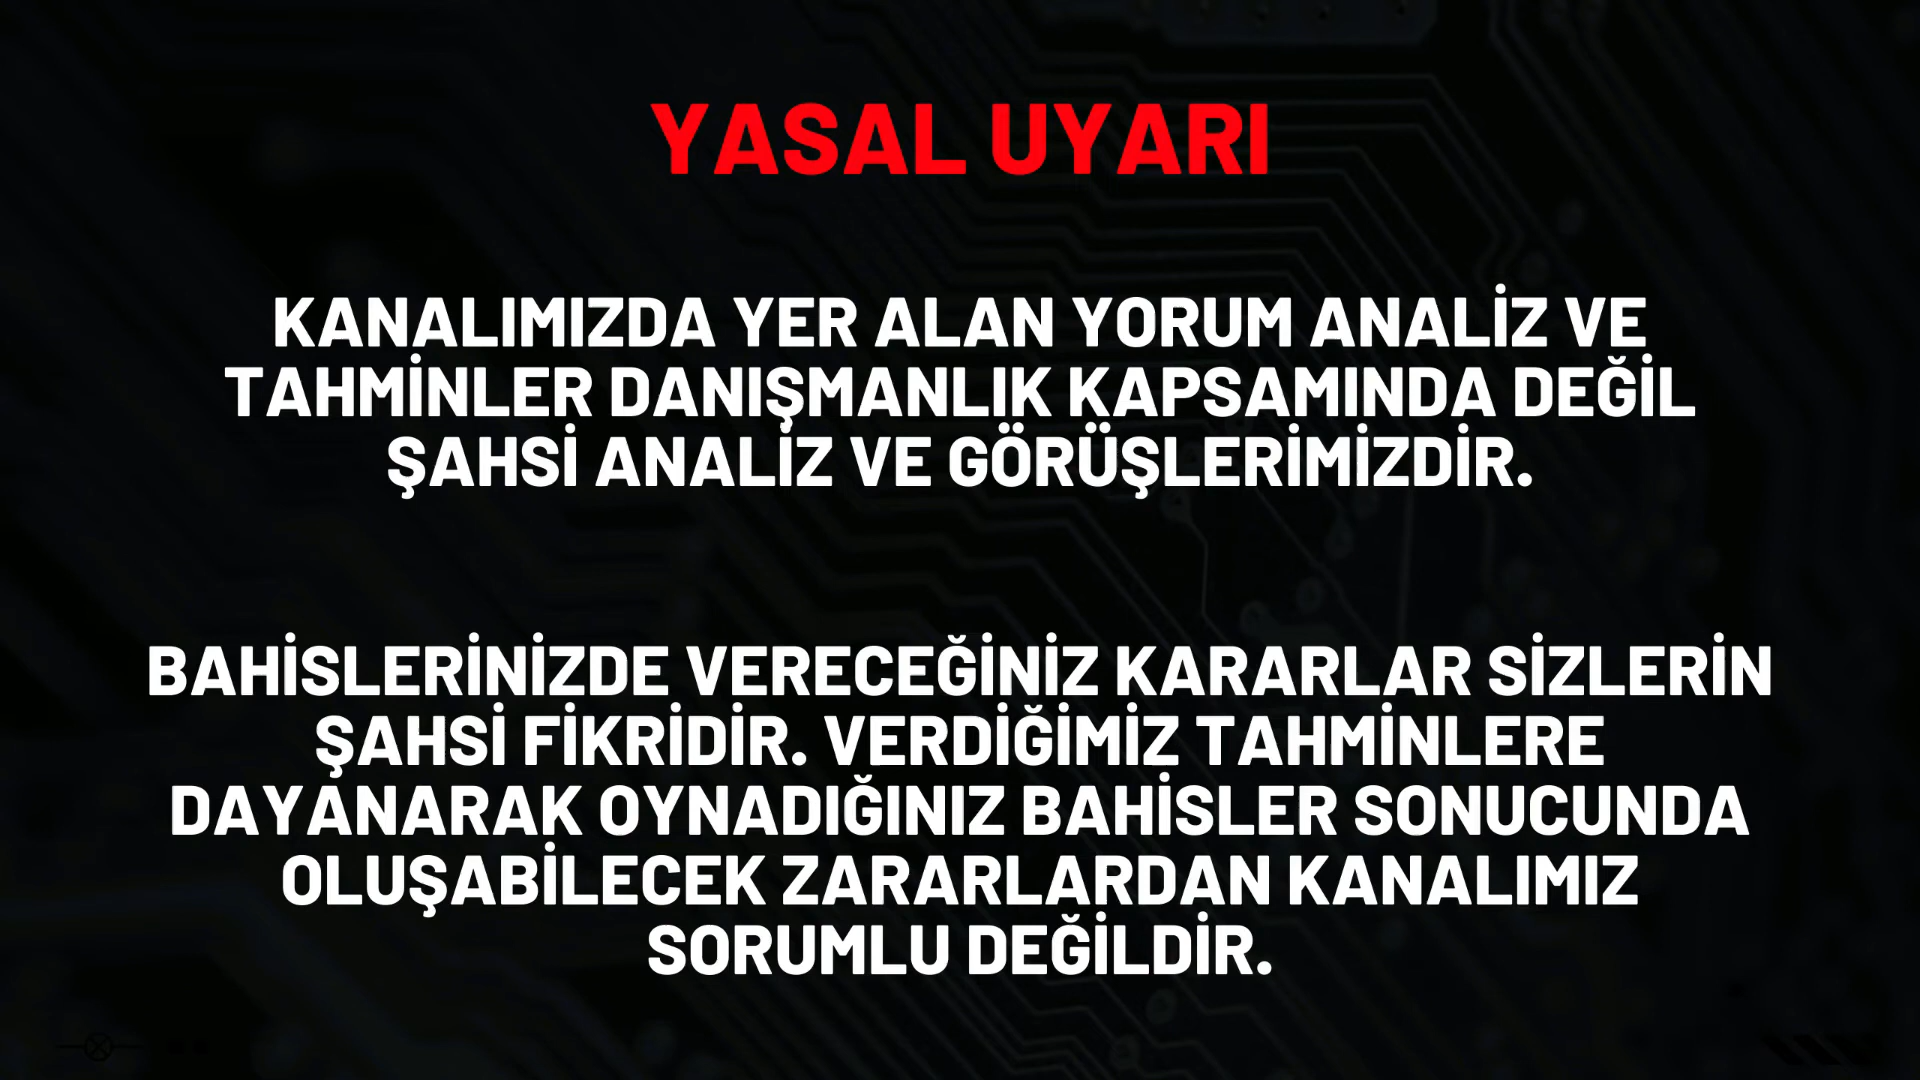 YASAL UYARI
KANALIMIZDA YER ALAN YORUM ANALİZ VE
TAHMİNLER DANIŞMANLIK KAPSAMINDA DEĞİL
ŞAHSİ ANALİZ VE GÖRÜŞLERİMİZDİR.
BAHİSLERİNİZDE VERECEĞİNİZ KARARLAR SİZLERİN
ŞAHSİ FİKRİDİR. VERDİĞİMİZ TAHMİNLERE
DAYANARAK OYNADIĞINIZ BAHİSLER SONUCUNDA
OLUŞABİLECEK ZARARLARDAN KANALIMIZ
SORUMLU DEĞİLDİR.